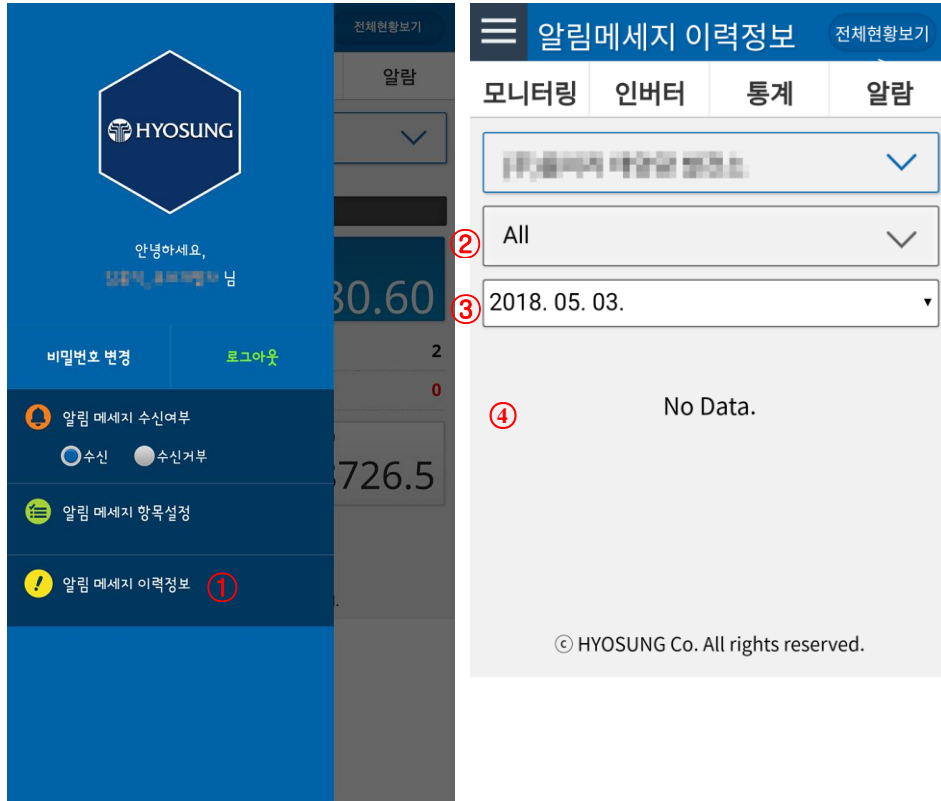 전체현황보기
알람
HYOSUNG
안녕하세요,
님
30.60
비밀번호 변경
로그아웃
2
0
알림 메세지 수신여부
수신
수신거부
726.5
알림 메세지 항목설정
알림 메세지 이력정보
①
알림메세지 이력정보
전체현황보기
모니터링
인버터
통계
알람
②
All
③
2018. 05. 03.
④
No Data.
ⓒ HYOSUNG Co. All rights reserved.